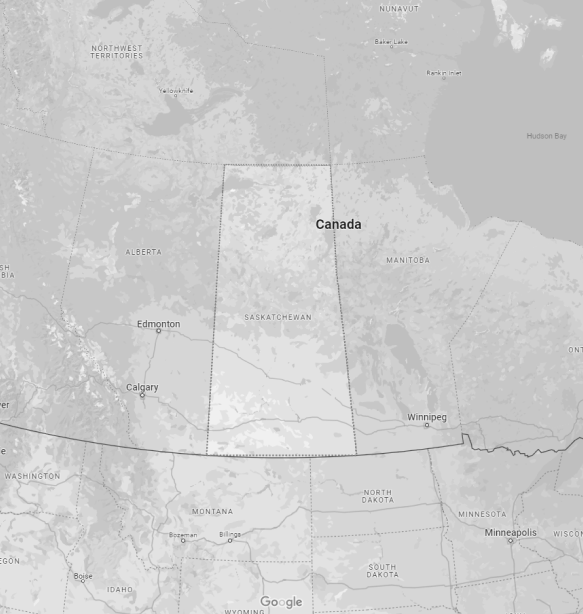 NUNAVUT
NORTHWEST
TERRITORIES
Baker Lake
Rankin Inlet
Yellowknife
Hudson Bay
Canada
ALBERTA
MANITOBA
SH
BIA
SASKATCHEWAN
Edmonton
ONT
Calgary
ver
Winnipeg
e
WASHINGTON
NORTH
DAKOTA
MONTANA
MINNESOTA
Bozeman
Billings
Minneapolis
WISCON
EGON
SOUTH
DAKOTA
Boise
IDAHO
Google
WYOMING